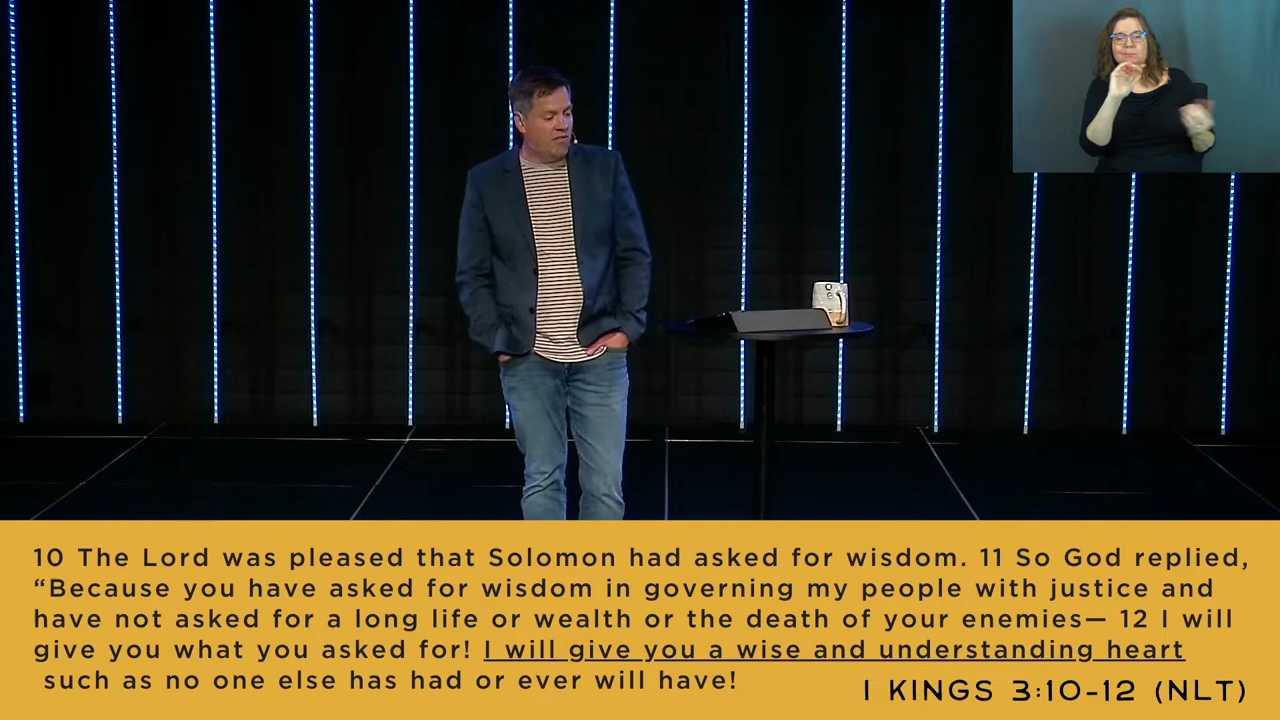 10 The Lord was pleased that Solomon had asked for wisdom. 11 So God replied,
“Because you have asked for wisdom in governing my people with justice and
have not asked for a long life or wealth or the death of your enemies— 12 I will
give you what you asked for! I will give you a wise and understanding heart
such as no one else has had or ever will have!
1 KINGS 3:10-12 (NLT)